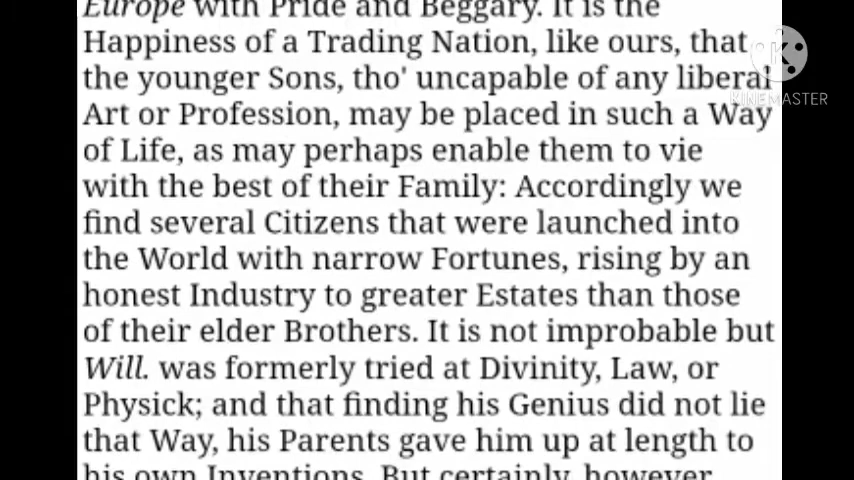 Europe with Pride and Beggary. It is the
Happiness of a Trading Nation, like ours, that
the younger Sons, tho' uncapable of any liberal
Art or Profession, may be placed in such a Way
of Life, as may perhaps enable them to vie
with the best of their Family: Accordingly we
find several Citizens that were launched into
the World with narrow Fortunes, rising by an
honest Industry to greater Estates than those
of their elder Brothers. It is not improbable but
Will. was formerly tried at Divinity, Law, or
Physick; and that finding his Genius did not lie
that Way, his Parents gave him up at length to
his own Inventions. But certainly, however
KINEMASTER